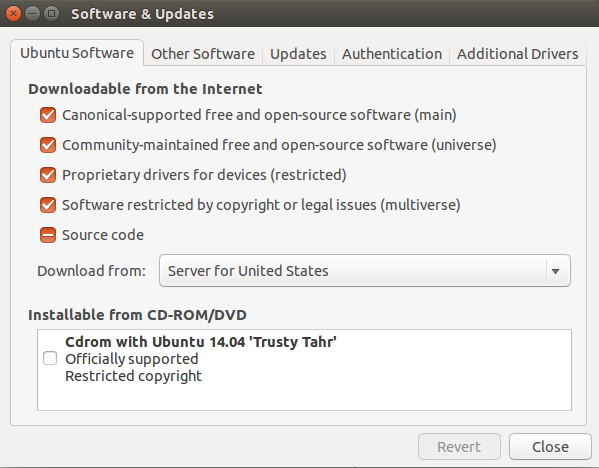 Software & Updates
Ubuntu Software Other Software Updates Authentication Additional Drivers
Downloadable from the Internet
Canonical-supported free and open-source software (main)
Community-maintained free and open-source software (universe)
Proprietary drivers for devices (restricted)
Software restricted by copyright or legal issues (multiverse)
Source code
Download from: Server for United States
Installable from CD-ROM/DVD
Cdrom with Ubuntu 14.04 'Trusty Tahr'
Officially supported
Restricted copyright
Revert Close